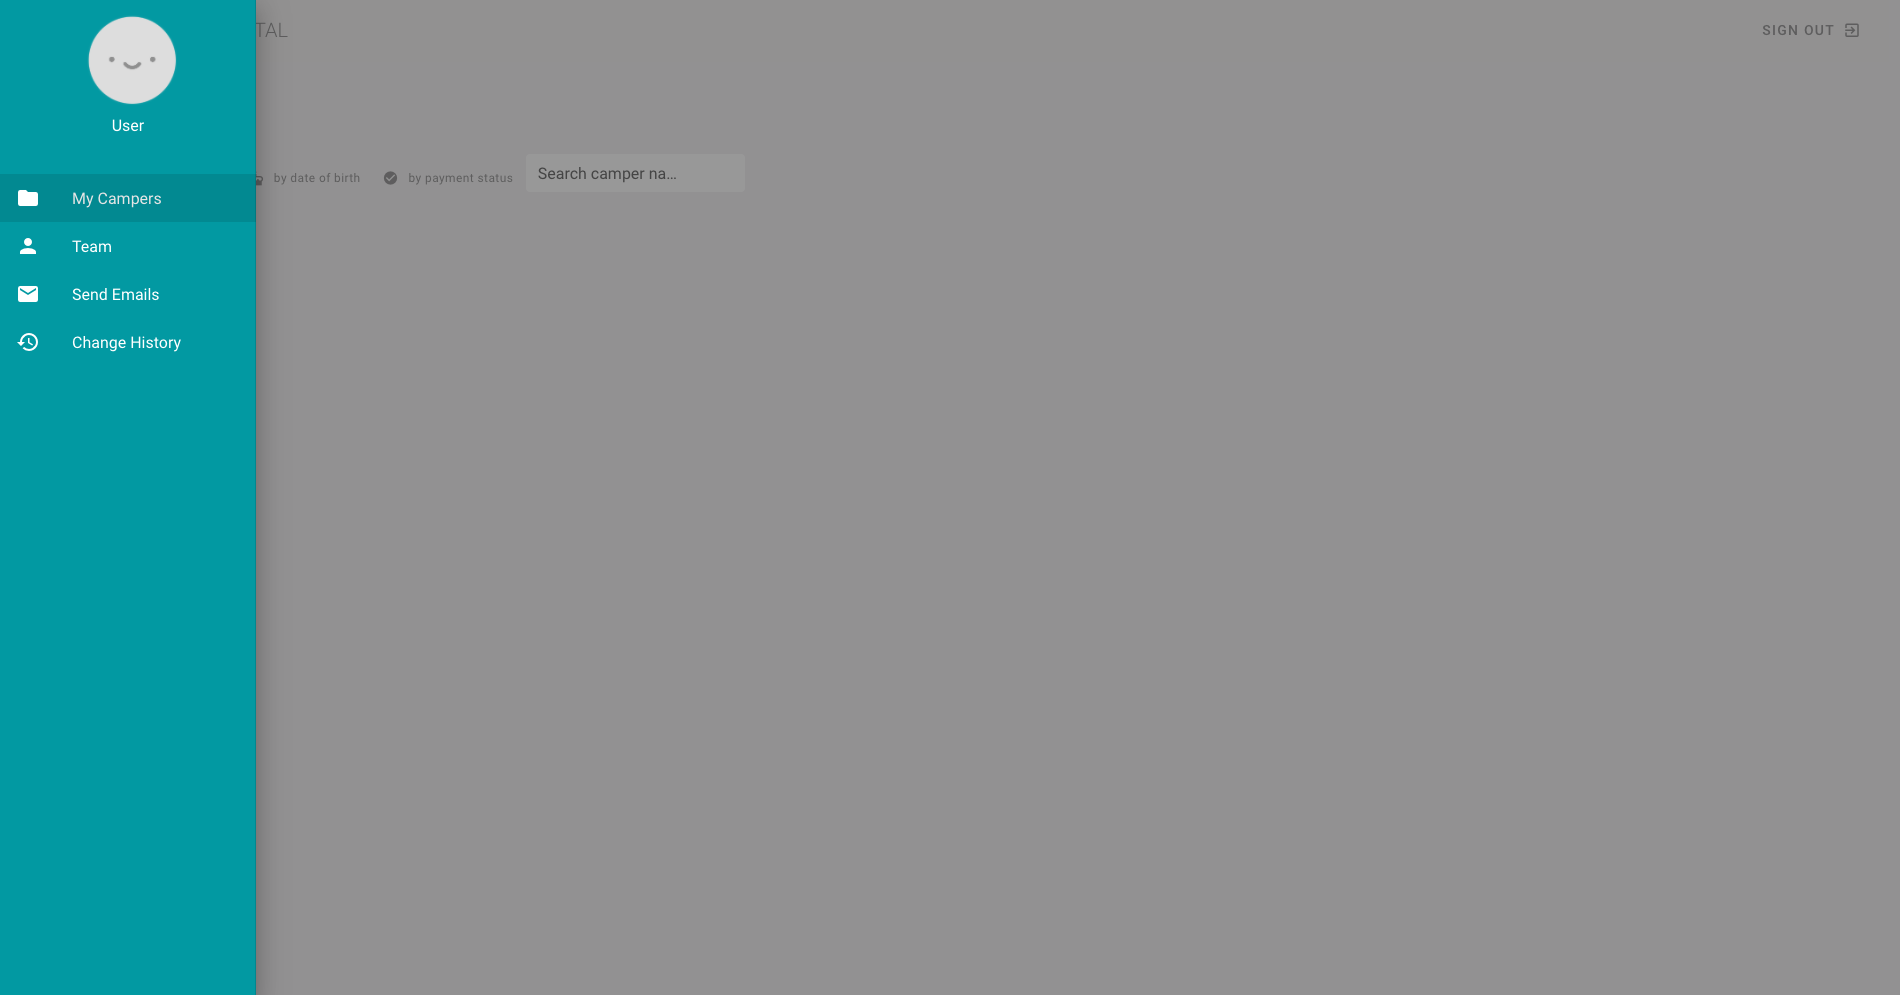 User
My Campers
Team
Send Emails
Change History
TAL
SIGN OUT
by date of birth
by payment status
Search camper na...